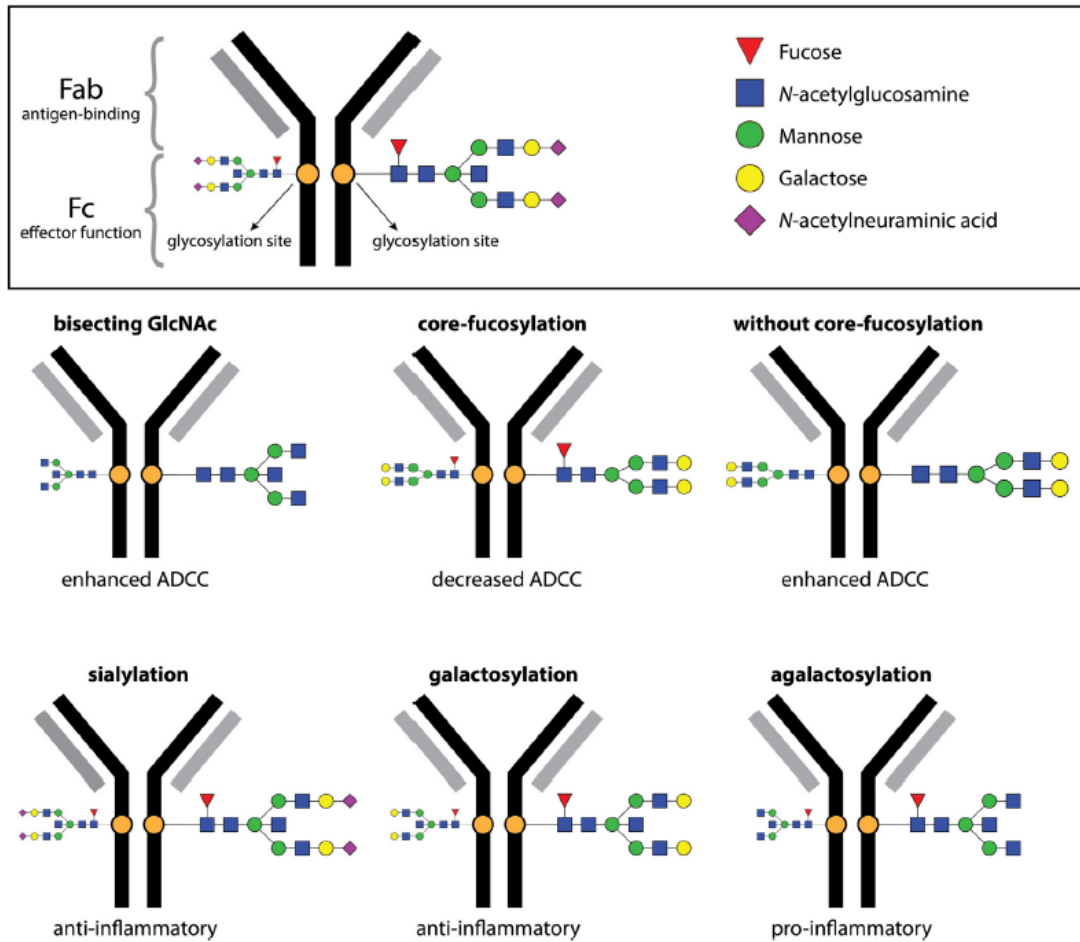 Fab
antigen-binding
Fc
effector function
glycosylation site
glycosylation site
Fucose
N-acetylglucosamine
Mannose
Galactose
N-acetylneuraminic acid
bisecting GlcNAc
core-fucosylation
without core-fucosylation
enhanced ADCC
decreased ADCC
enhanced ADCC
sialylation
galactosylation
agalactosylation
anti-inflammatory
anti-inflammatory
pro-inflammatory